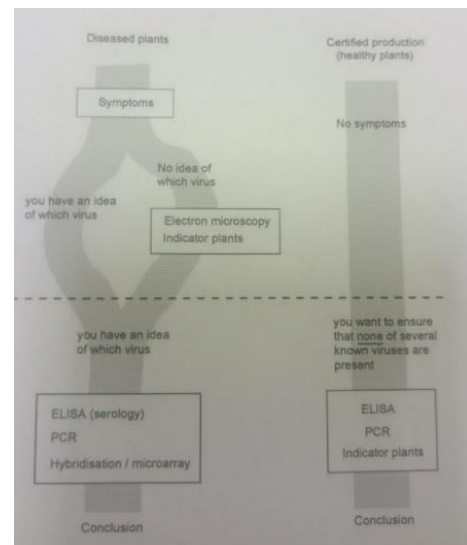 Diseased plants
Symptoms
No idea of
which virus
you have an idea
of which virus
Electron microscopy
Indicator plants
you have an idea
of which virus
ELISA (serology)
PCR
Hybridisation / microarray
Conclusion
Certified production
(healthy plants)
No symptoms
you want to ensure
that none of several
known viruses are
present
ELISA
PCR
Indicator plants
Conclusion